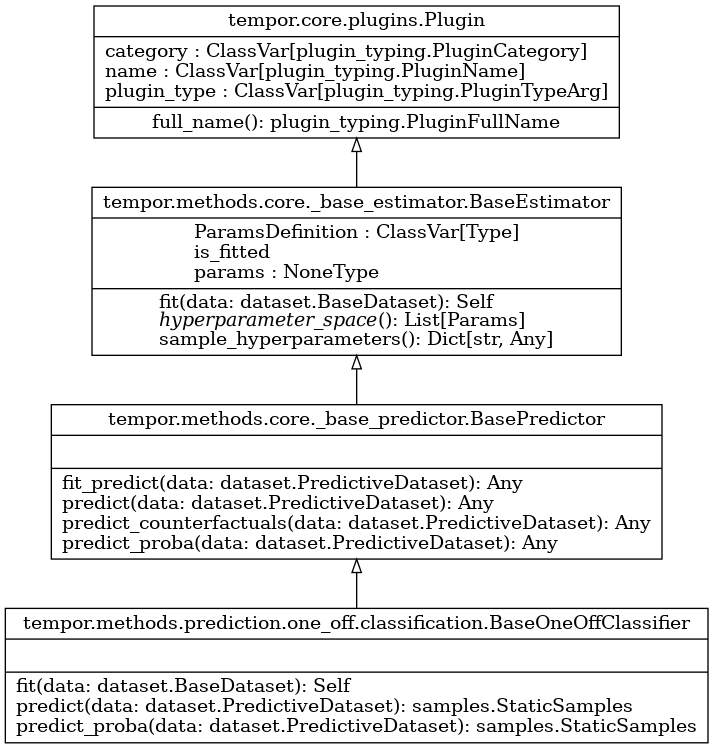 tempor.core.plugins.Plugin
category : ClassVar[plugin_typing.PluginCategory]
name : ClassVar[plugin_typing.PluginName]
plugin_type : ClassVar[plugin_typing.PluginTypeArg]
full_name(): plugin_typing.PluginFullName
tempor.methods.core._base_estimator.BaseEstimator
ParamsDefinition : ClassVar[Type]
is_fitted
params : NoneType
fit(data: dataset.BaseDataset): Self
hyperparameter_space(): List[Params]
sample_hyperparameters(): Dict[str, Any]
tempor.methods.core._base_predictor.BasePredictor
fit_predict(data: dataset.PredictiveDataset): Any
predict(data: dataset.PredictiveDataset): Any
predict_counterfactuals(data: dataset.PredictiveDataset): Any
predict_proba(data: dataset.PredictiveDataset): Any
tempor.methods.prediction.one_off.classification.BaseOneOffClassifier
fit(data: dataset.BaseDataset): Self
predict(data: dataset.PredictiveDataset): samples.StaticSamples
predict_proba(data: dataset.PredictiveDataset): samples.StaticSamples